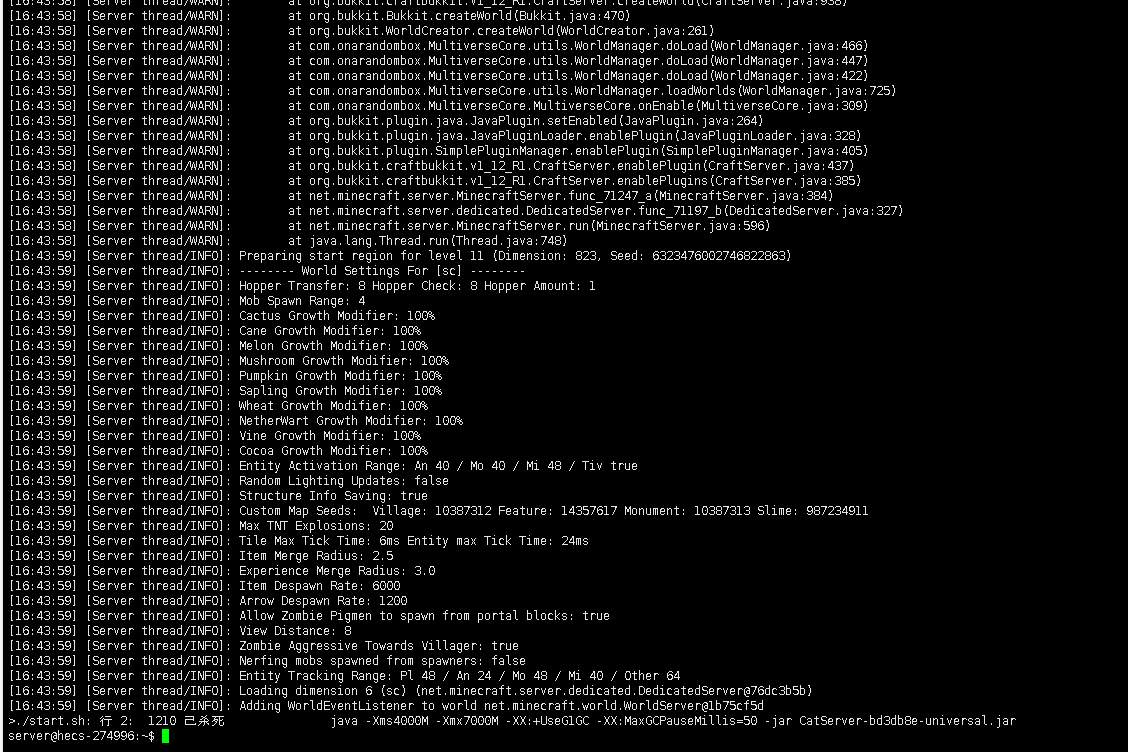 [16:43:58] [Server thread/WARN]: at org.bukkit.craftbukkit.v1_12_R1.CraftServer.createWorld(CraftServer.java:938)
[16:43:58] [Server thread/WARN]: at org.bukkit.Bukkit.createWorld(Bukkit.java:470)
[16:43:58] [Server thread/WARN]: at org.bukkit.WorldCreator.createWorld(WorldCreator.java:261)
[16:43:58] [Server thread/WARN]: at com.onarandombox.MultiverseCore.utils.WorldManager.doLoad(WorldManager.java:466)
[16:43:58] [Server thread/WARN]: at com.onarandombox.MultiverseCore.utils.WorldManager.doLoad(WorldManager.java:447)
[16:43:58] [Server thread/WARN]: at com.onarandombox.MultiverseCore.utils.WorldManager.doLoad(WorldManager.java:422)
[16:43:58] [Server thread/WARN]: at com.onarandombox.MultiverseCore.utils.WorldManager.loadWorlds(WorldManager.java:725)
[16:43:58] [Server thread/WARN]: at com.onarandombox.MultiverseCore.MultiverseCore.onEnable(MultiverseCore.java:309)
[16:43:58] [Server thread/WARN]: at org.bukkit.plugin.java.JavaPlugin.setEnabled(JavaPlugin.java:264)
[16:43:58] [Server thread/WARN]: at org.bukkit.plugin.java.JavaPluginLoader.enablePlugin(JavaPluginLoader.java:328)
[16:43:58] [Server thread/WARN]: at org.bukkit.plugin.SimplePluginManager.enablePlugin(SimplePluginManager.java:405)
[16:43:58] [Server thread/WARN]: at org.bukkit.craftbukkit.v1_12_R1.CraftServer.enablePlugin(CraftServer.java:437)
[16:43:58] [Server thread/WARN]: at org.bukkit.craftbukkit.v1_12_R1.CraftServer.enablePlugins(CraftServer.java:385)
[16:43:58] [Server thread/WARN]: at net.minecraft.server.MinecraftServer.func_71247_a(MinecraftServer.java:384)
[16:43:58] [Server thread/WARN]: at net.minecraft.server.dedicated.DedicatedServer.func_71197_b(DedicatedServer.java:327)
[16:43:58] [Server thread/WARN]: at net.minecraft.server.MinecraftServer.run(MinecraftServer.java:596)
[16:43:58] [Server thread/WARN]: at java.lang.Thread.run(Thread.java:748)
[16:43:59] [Server thread/INFO]: Preparing start region for level 11 (Dimension: 823, Seed: 6323476002746822863)
[16:43:59] [Server thread/INFO]: -------- World Settings For [sc] --------
[16:43:59] [Server thread/INFO]: Hopper Transfer: 8 Hopper Check: 8 Hopper Amount: 1
[16:43:59] [Server thread/INFO]: Mob Spawn Range: 4
[16:43:59] [Server thread/INFO]: Cactus Growth Modifier: 100%
[16:43:59] [Server thread/INFO]: Cane Growth Modifier: 100%
[16:43:59] [Server thread/INFO]: Melon Growth Modifier: 100%
[16:43:59] [Server thread/INFO]: Mushroom Growth Modifier: 100%
[16:43:59] [Server thread/INFO]: Pumpkin Growth Modifier: 100%
[16:43:59] [Server thread/INFO]: Sapling Growth Modifier: 100%
[16:43:59] [Server thread/INFO]: Wheat Growth Modifier: 100%
[16:43:59] [Server thread/INFO]: NetherWart Growth Modifier: 100%
[16:43:59] [Server thread/INFO]: Vine Growth Modifier: 100%
[16:43:59] [Server thread/INFO]: Cocoa Growth Modifier: 100%
[16:43:59] [Server thread/INFO]: Entity Activation Range: An 40 / Mo 40 / Mi 48 / Tiv true
[16:43:59] [Server thread/INFO]: Random Lighting Updates: false
[16:43:59] [Server thread/INFO]: Structure Info Saving: true
[16:43:59] [Server thread/INFO]: Custom Map Seeds:  Village: 10387312 Feature: 14357617 Monument: 10387313 Slime: 987234911
[16:43:59] [Server thread/INFO]: Max TNT Explosions: 20
[16:43:59] [Server thread/INFO]: Tile Max Tick Time: 6ms Entity max Tick Time: 24ms
[16:43:59] [Server thread/INFO]: Item Merge Radius: 2.5
[16:43:59] [Server thread/INFO]: Experience Merge Radius: 3.0
[16:43:59] [Server thread/INFO]: Item Despawn Rate: 6000
[16:43:59] [Server thread/INFO]: Arrow Despawn Rate: 1200
[16:43:59] [Server thread/INFO]: Allow Zombie Pigmen to spawn from portal blocks: true
[16:43:59] [Server thread/INFO]: View Distance: 8
[16:43:59] [Server thread/INFO]: Zombie Aggressive Towards Villager: true
[16:43:59] [Server thread/INFO]: Nerfing mobs spawned from spawners: false
[16:43:59] [Server thread/INFO]: Entity Tracking Range: Pl 48 / An 24 / Mo 48 / Mi 40 / Other 64
[16:43:59] [Server thread/INFO]: Loading dimension 6 (sc) (net.minecraft.server.dedicated.DedicatedServer@76dc3b5b)
[16:43:59] [Server thread/INFO]: Adding WorldEventListener to world net.minecraft.world.WorldServer@1b75cf5d
>./start.sh: 行 2:  1210 已杀死               java -Xms4000M -Xmx7000M -XX:+UseG1GC -XX:MaxGCPauseMillis=50 -jar CatServer-bd3db8e-universal.jar
server@hecs-274996:~$